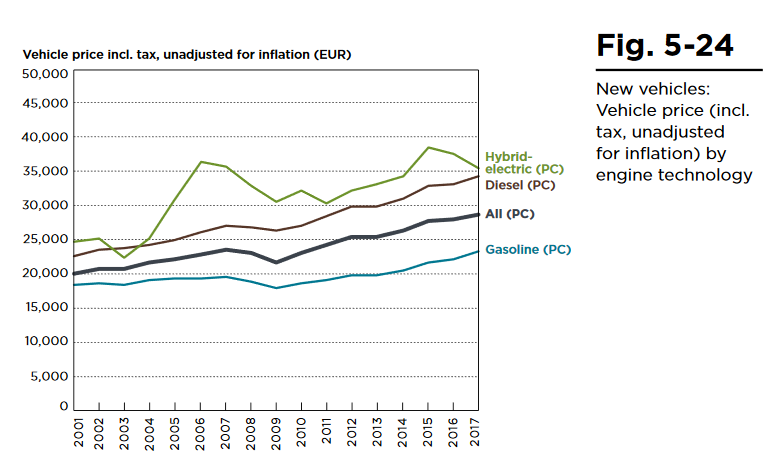 Vehicle price incl. tax, unadjusted for inflation (EUR)
50,000
45,000
40,000
35,000
30,000
25,000
20,000
15,000
10,000
5,000
0
2001
2002
2003
2004
2005
2006
2007
2008
2009
2010
2011
2012
2013
2014
2015
2016
2017
Hybrid-
electric (PC)
Diesel (PC)
All (PC)
Gasoline (PC)
Fig. 5-24
New vehicles:
Vehicle price (incl.
tax, unadjusted
for inflation) by
engine technology